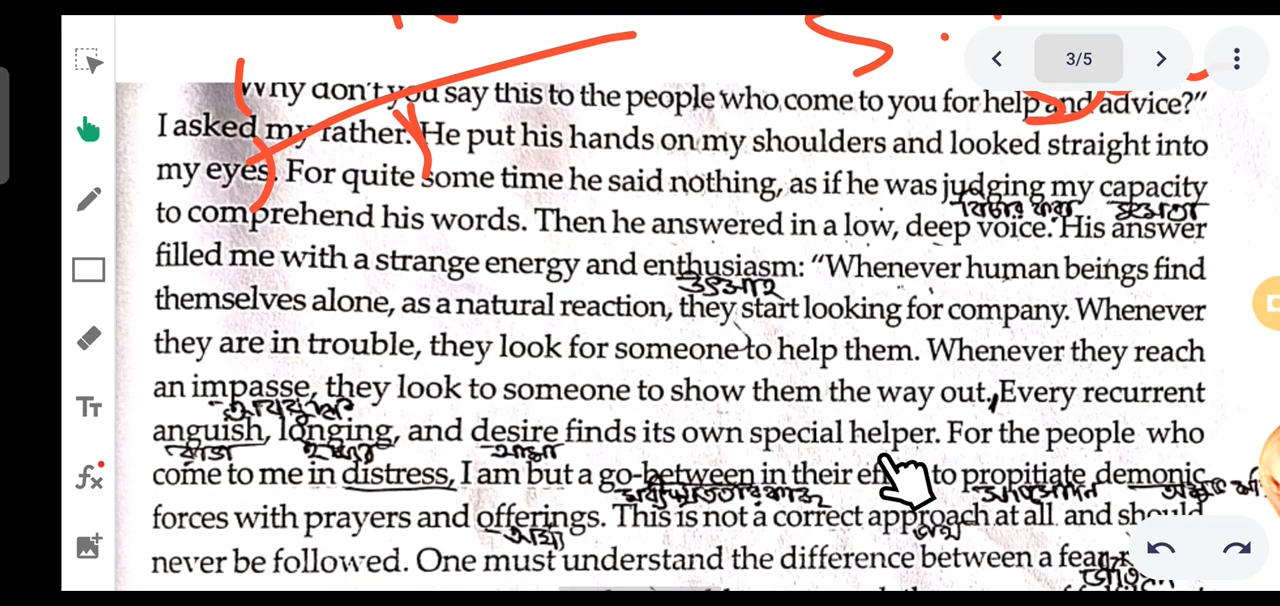 3/5
"Why don't you say this to the people who come to you for help and advice?"
I asked my father. He put his hands on my shoulders and looked straight into
my eyes. For quite some time he said nothing, as if he was judging my capacity
বিচার করা
to comprehend his words. Then he answered in a low, deep voice. His answer
filled me with a strange energy and enthusiasm: "Whenever human beings find
themselves alone, as a natural reaction, they start looking for company. Whenever
they are in trouble, they look for someone to help them. Whenever they reach
an impasse, they look to someone to show them the way out. Every recurrent
anguish, longing, and desire finds its own special helper. For the people who
come to me in distress, I am but a go-between in their to propitiate demonic
forces with prayers and offerings. This is not a correct approach at all and should
never be followed. One must understand the difference between a fear-
TT
fx